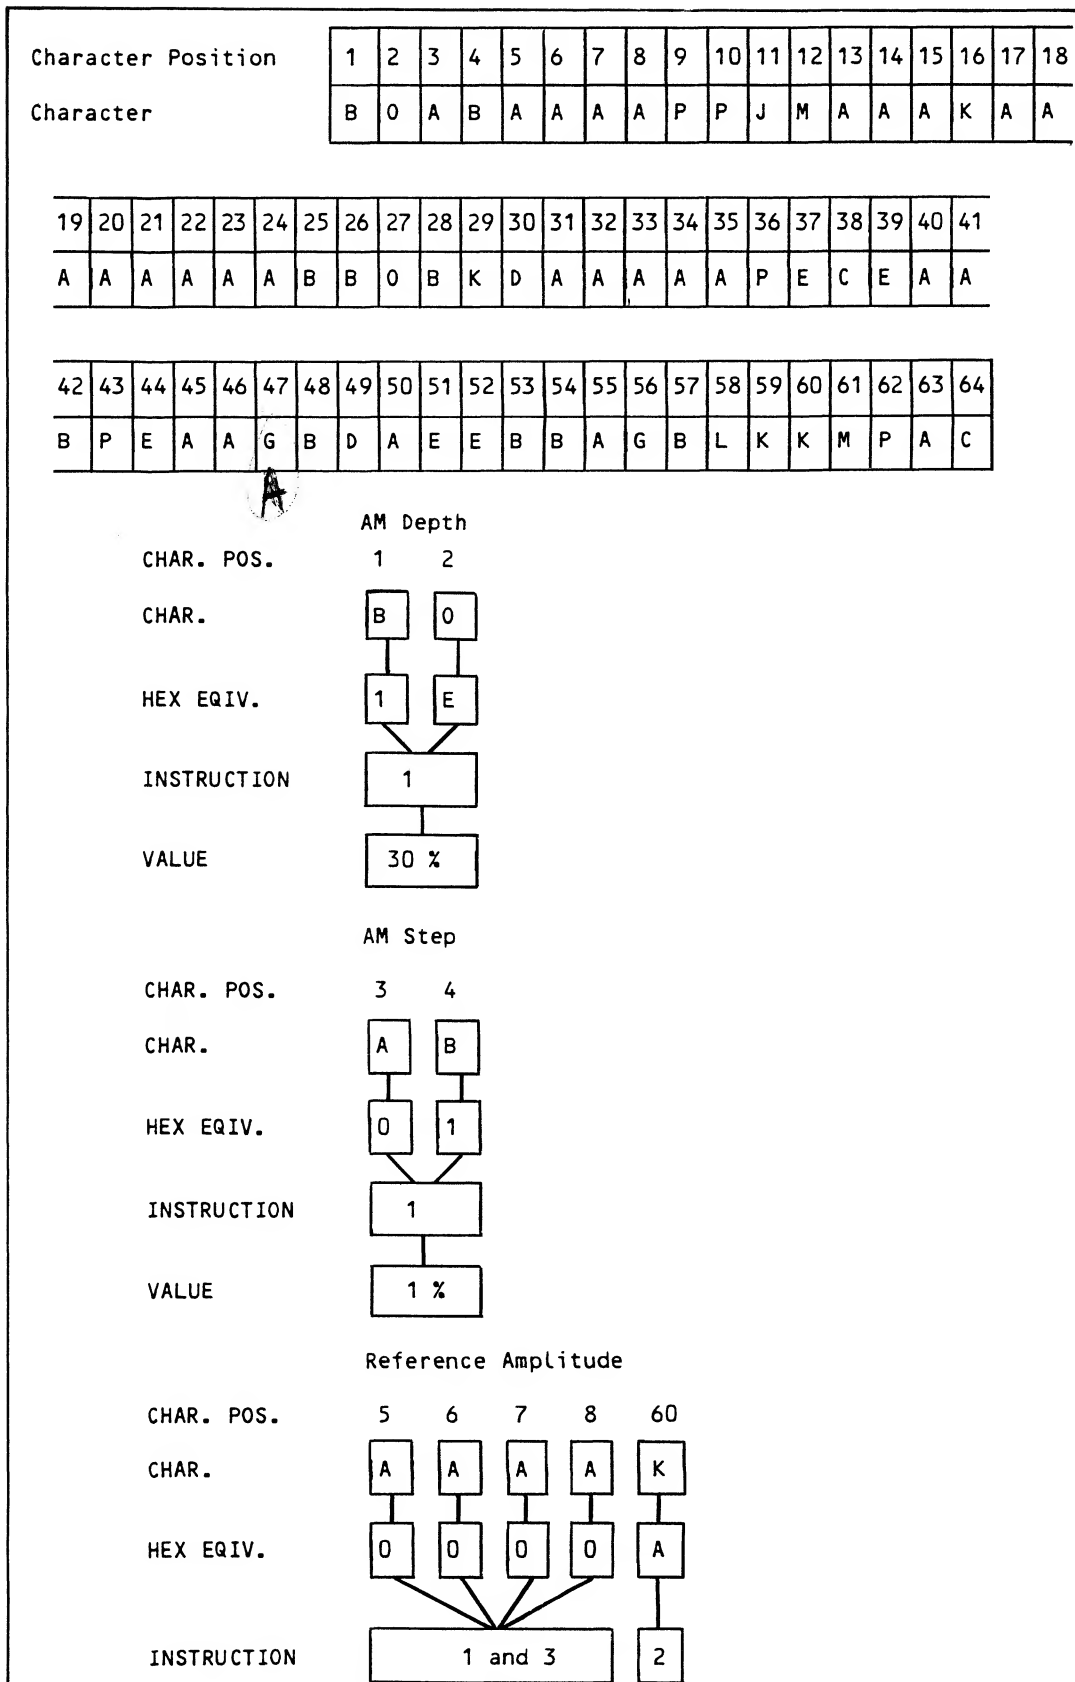 Character Position 1 2 3 4 5 6 7 8 9 10 11 12 13 14 15 16 17 18
Character B O A B A A A A P P J M A A A K A A
19 20 21 22 23 24 25 26 27 28 29 30 31 32 33 34 35 36 37 38 39 40 41
A A A A A A B B O B K D A A A A A P E C E A A
42 43 44 45 46 47 48 49 50 51 52 53 54 55 56 57 58 59 60 61 62 63 64
B P E A A G B D A E E B B A G B L K K M P A C
A
AM Depth
CHAR. POS. 1 2
CHAR. B O
HEX EQIV. 1 E
INSTRUCTION 1
VALUE 30 %
AM Step
CHAR. POS. 3 4
CHAR. A B
HEX EQIV. 0 1
INSTRUCTION 1
VALUE 1 %
Reference Amplitude
CHAR. POS. 5 6 7 8 60
CHAR. A A A A K
HEX EQIV. 0 0 0 0 A
INSTRUCTION 1 and 3 2